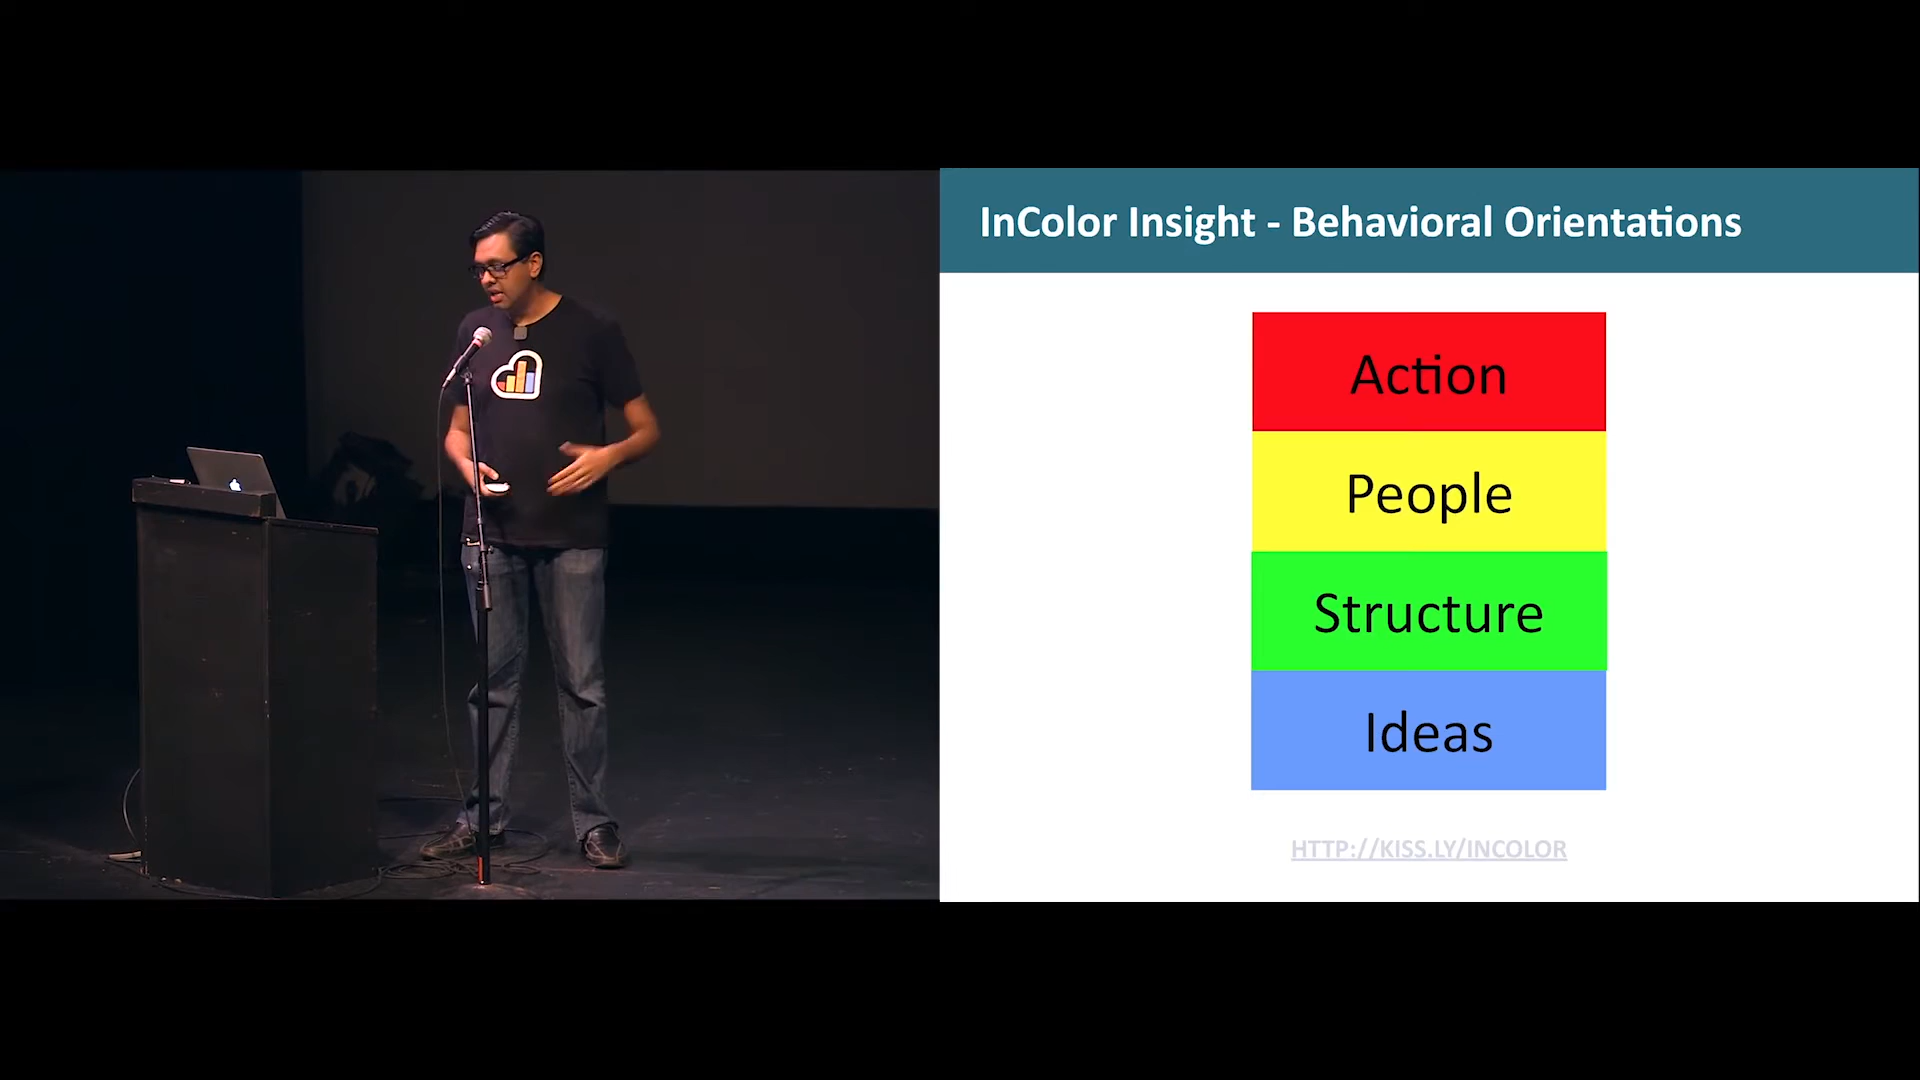 InColor Insight - Behavioral Orientations
Action
People
Structure
Ideas
HTTP://KISS.LY/INCOLOR